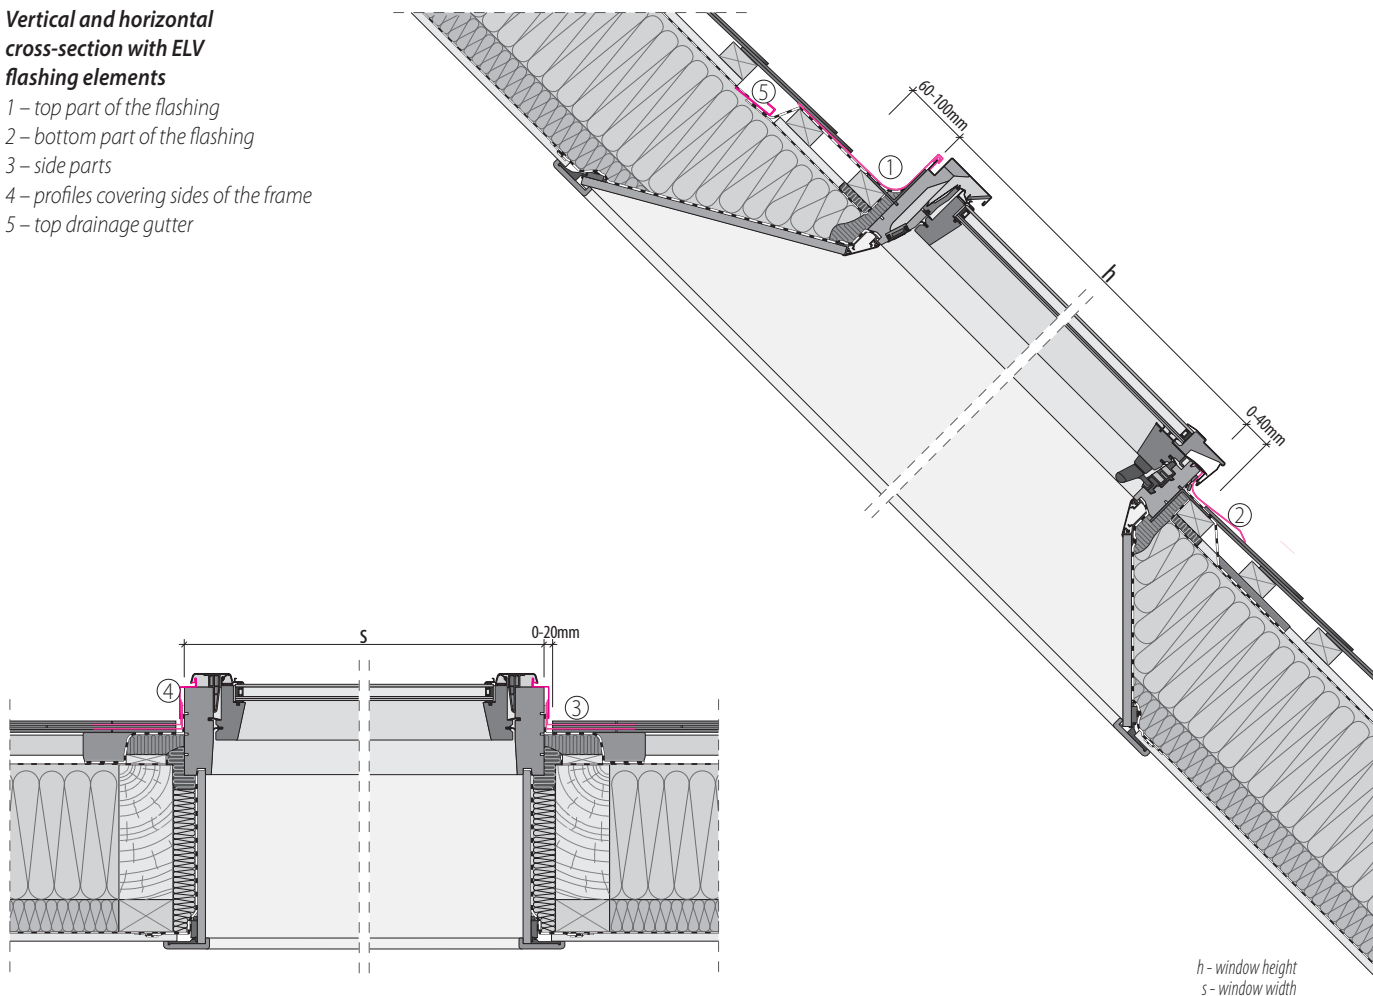 Vertical and horizontal
cross-section with ELV
flashing elements
1 – top part of the flashing
2 – bottom part of the flashing
3 – side parts
4 – profiles covering sides of the frame
5 – top drainage gutter
5
60-100mm
1
h
0-40mm
2
s
0-20mm
4
3
h - window height
s - window width